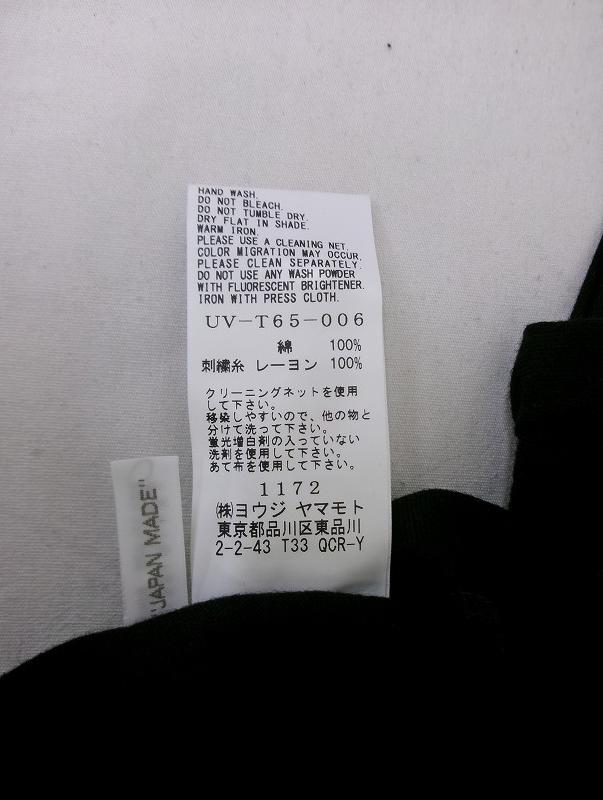 HAND WASH.
DO NOT BLEACH.
DO NOT TUMBLE DRY.
DRY FLAT IN SHADE.
WARM IRON.
PLEASE USE A CLEANING NET.
COLOR MIGRATION MAY OCCUR.
PLEASE CLEAN SEPARATELY.
DO NOT USE ANY WASH POWDER
WITH FLUORESCENT BRIGHTENER.
IRON WITH PRESS CLOTH.
UV-T65-006
綿 100%
刺繍糸 レーヨン 100%
クリーニングネットを使用
して下さい。
移染しやすいので、他の物と
分けて洗って下さい。
蛍光増白剤の入っていない
洗剤を使用して下さい。
あて布を使用して下さい。
1172
㈱ヨウジ ヤマモト
東京都品川区東品川
2-2-43 T33 QCR-Y
"JAPAN MADE"